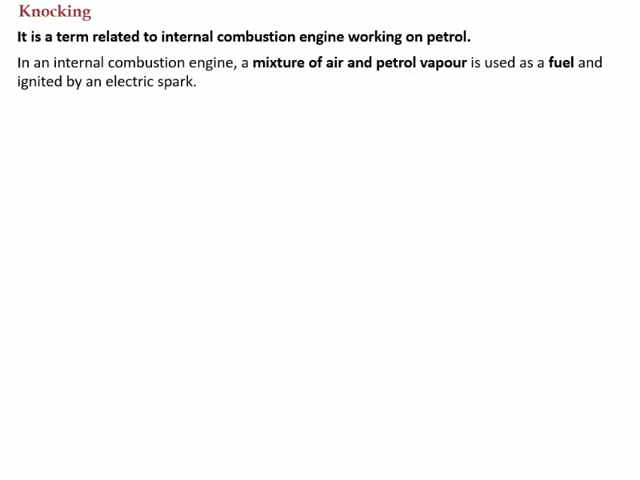 Knocking
It is a term related to internal combustion engine working on petrol.
In an internal combustion engine, a mixture of air and petrol vapour is used as a fuel and
ignited by an electric spark.